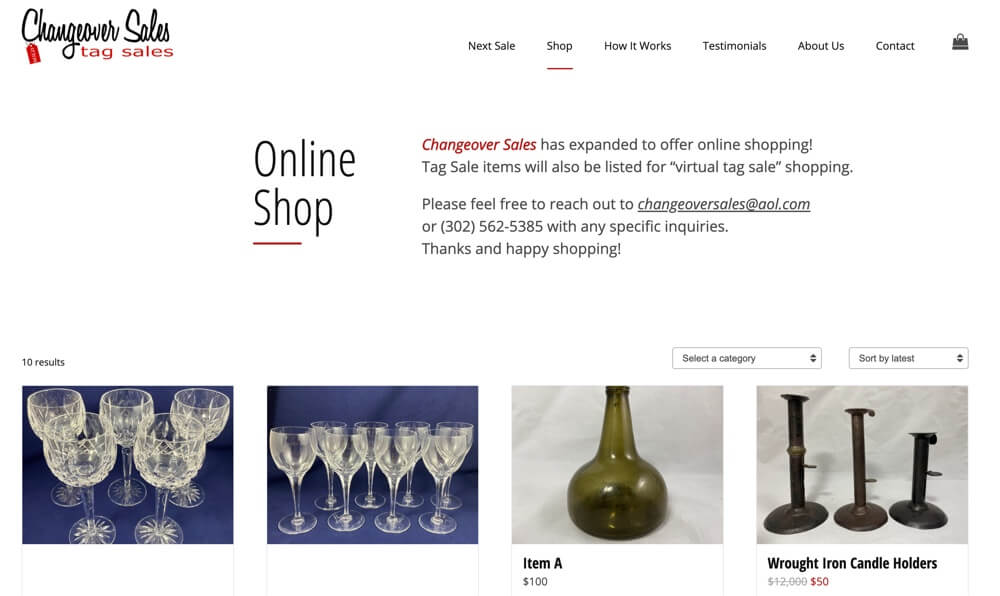 Changeover Sales
tag sales
Next Sale
Shop
How It Works
Testimonials
About Us
Contact
Online
Shop
Changeover Sales has expanded to offer online shopping!
Tag Sale items will also be listed for “virtual tag sale” shopping.
Please feel free to reach out to changeoversales@aol.com
or (302) 562-5385 with any specific inquiries.
Thanks and happy shopping!
10 results
Select a category
Sort by latest
Item A
$100
Wrought Iron Candle Holders
$12,000 $50